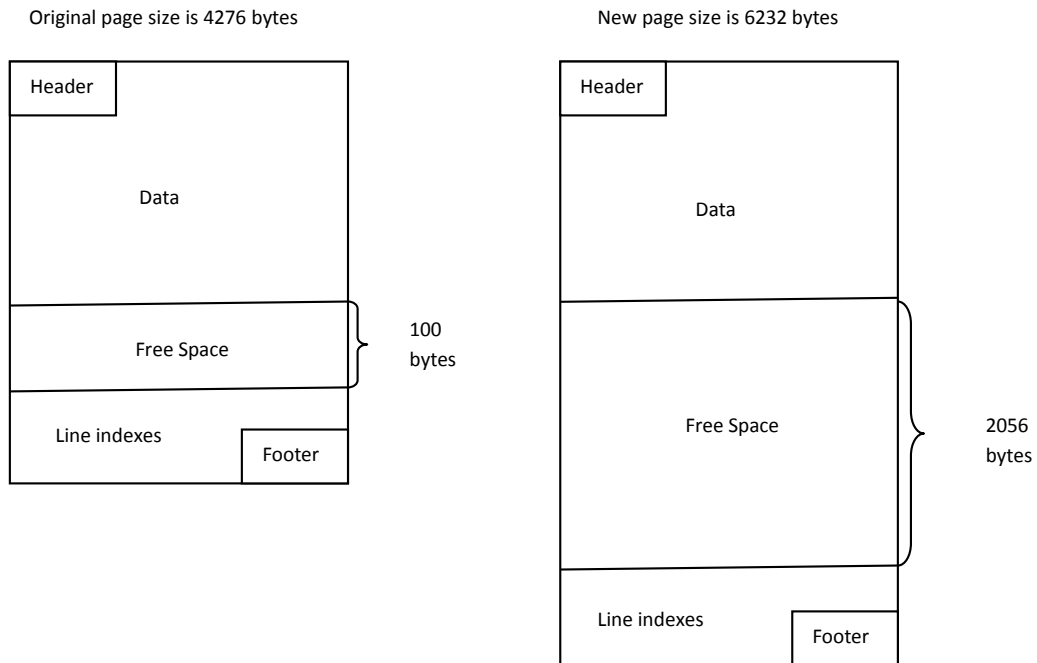 Original page size is 4276 bytes
Header
Data
Free Space
100
bytes
Line indexes
Footer
New page size is 6232 bytes
Header
Data
Free Space
2056
bytes
Line indexes
Footer